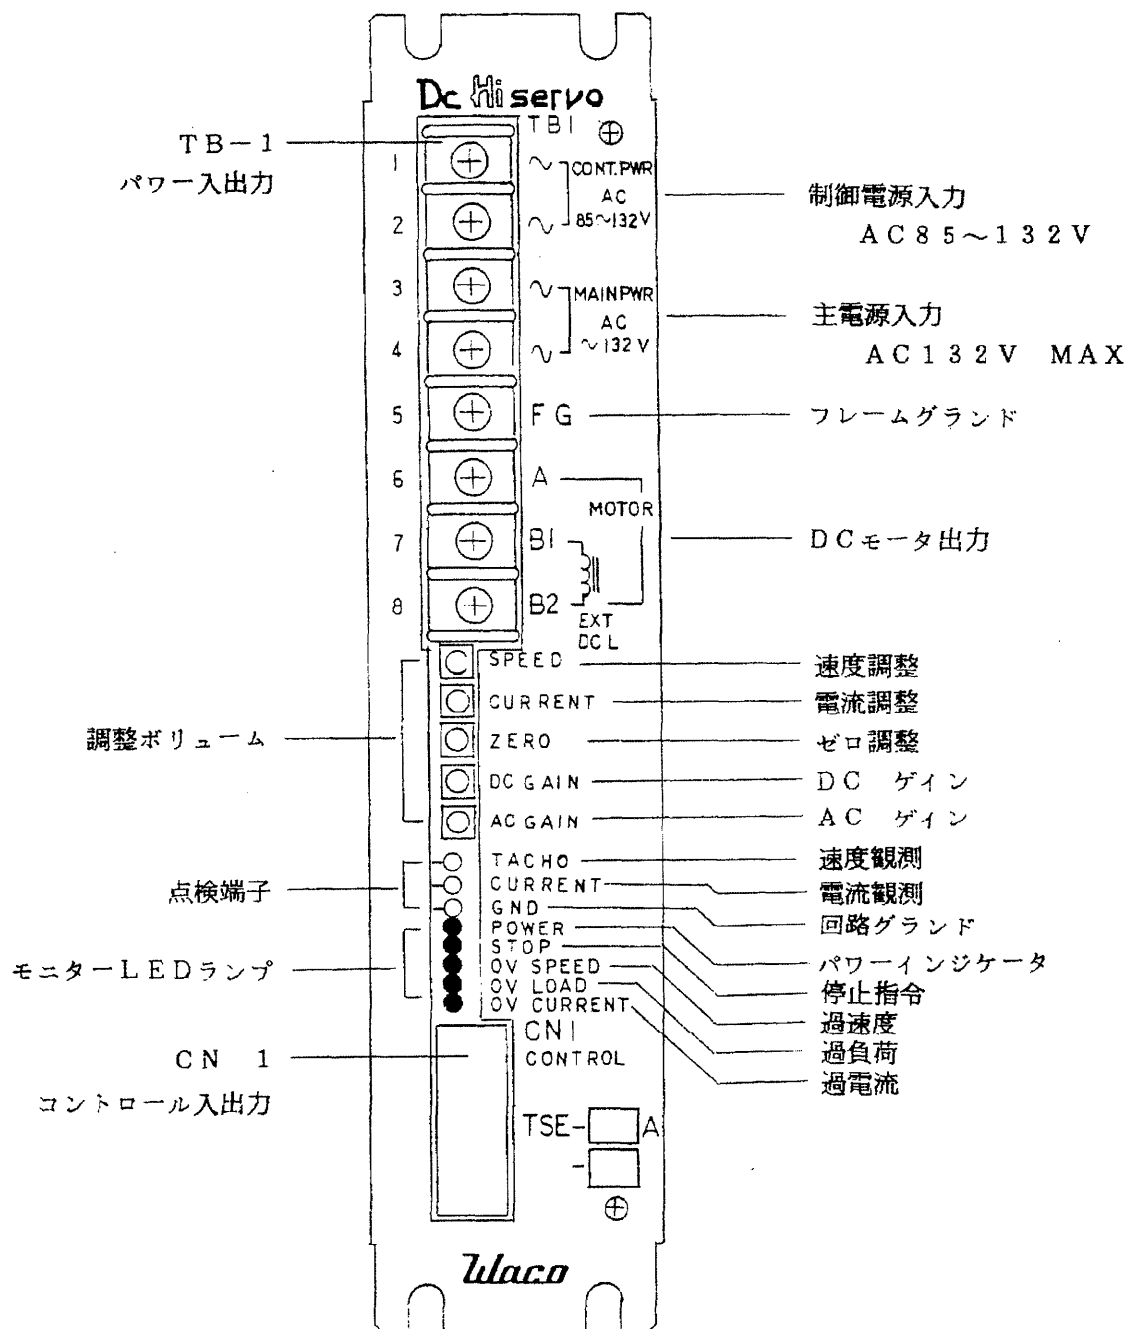 Dc Hi servo
TB1
TB-1
パワー入出力
1
CONT.PWR
AC
85~132V
2
制御電源入力
AC85~132V
3
MAIN PWR
AC
~132V
4
主電源入力
AC132V MAX
5
FG
フレームグランド
6
A
MOTOR
7
B1
DCモータ出力
8
B2
EXT
DCL
調整ボリューム
SPEED
速度調整
CURRENT
電流調整
ZERO
ゼロ調整
DC GAIN
DC ゲイン
AC GAIN
AC ゲイン
点検端子
TACHO
速度観測
CURRENT
電流観測
GND
回路グランド
モニターLEDランプ
POWER
パワーインジケータ
STOP
停止指令
OV SPEED
過速度
OV LOAD
過負荷
OV CURRENT
過電流
CN1
CONTROL
CN 1
コントロール入出力
TSE- A
-
Waco